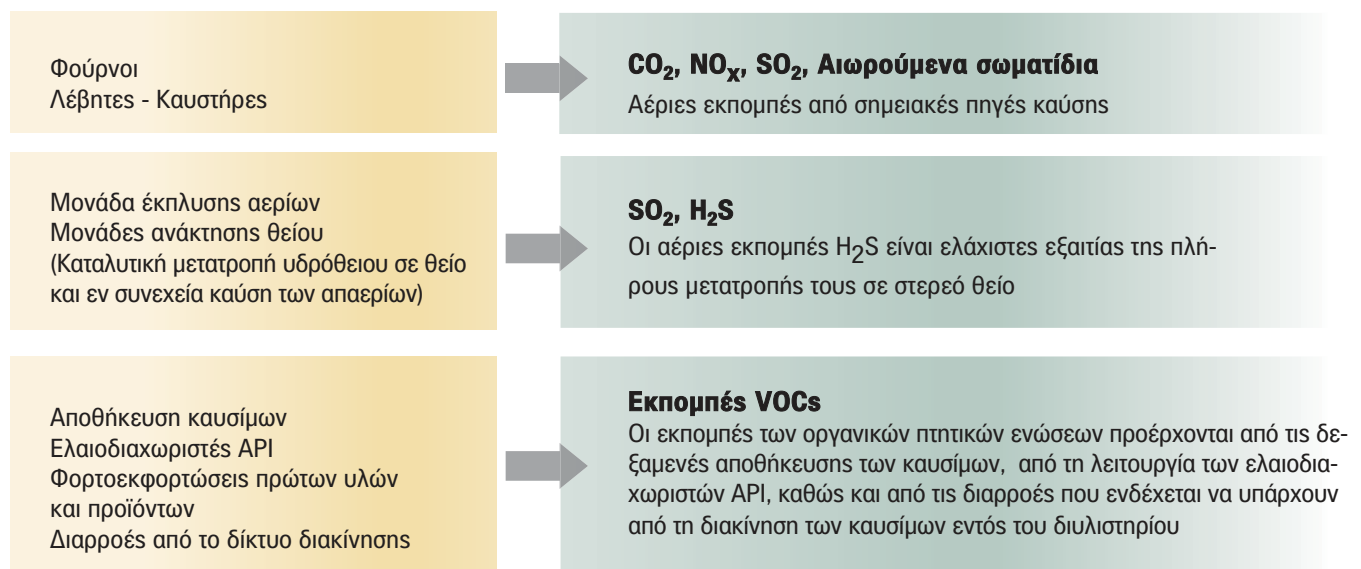 Φούρνοι
Λέβητες - Καυστήρες
CO₂, NOₓ, SO₂, Αιωρούμενα σωματίδια
Αέριες εκπομπές από σημειακές πηγές καύσης
Μονάδα έκπλυσης αερίων
Μονάδες ανάκτησης θείου
(Καταλυτική μετατροπή υδρόθειου σε θείο
και εν συνεχεία καύση των απαερίων)
SO₂, H₂S
Οι αέριες εκπομπές H₂S είναι ελάχιστες εξαιτίας της πλή-
ρους μετατροπής τους σε στερεό θείο
Αποθήκευση καυσίμων
Ελαιοδιαχωριστές API
Φορτοεκφορτώσεις πρώτων υλών
και προϊόντων
Διαρροές από το δίκτυο διακίνησης
Εκπομπές VOCs
Οι εκπομπές των οργανικών πτητικών ενώσεων προέρχονται από τις δε-
ξαμενές αποθήκευσης των καυσίμων, από τη λειτουργία των ελαιοδια-
χωριστών API, καθώς και από τις διαρροές που ενδέχεται να υπάρχουν
από τη διακίνηση των καυσίμων εντός του διυλιστηρίου